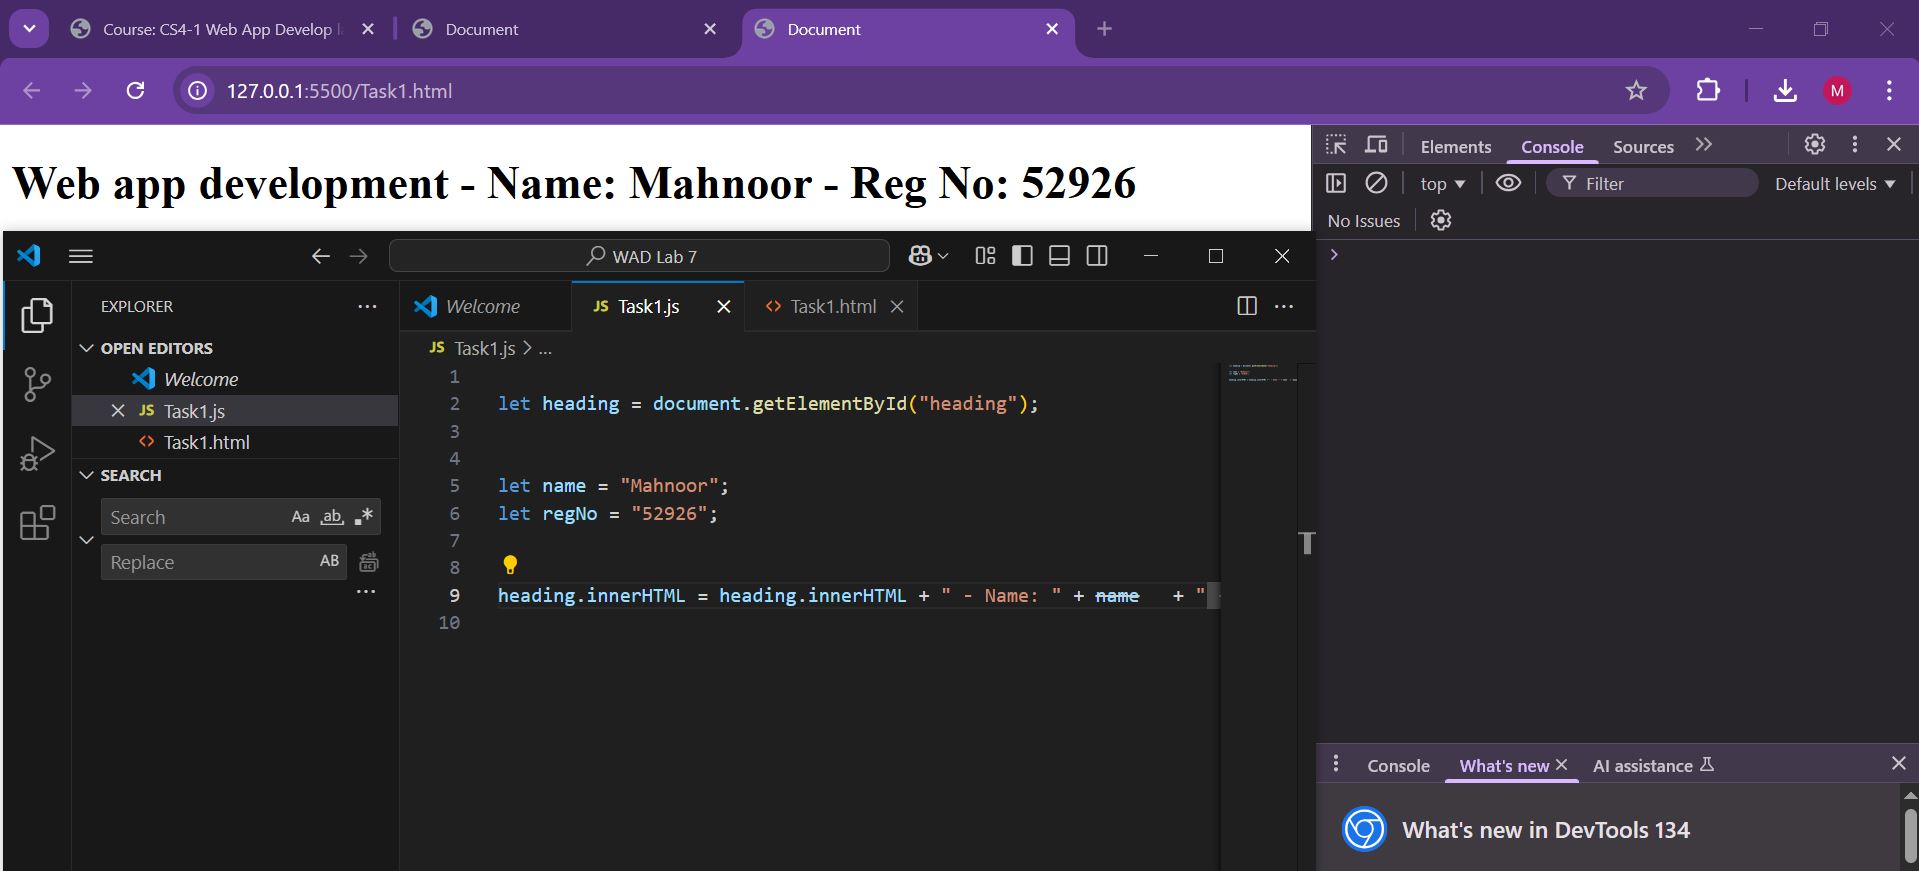 Course: CS4-1 Web App Develop la
Document
Document
127.0.0.1:5500/Task1.html
M
Web app development - Name: Mahnoor - Reg No: 52926
Elements Console Sources
top Filter Default levels
No Issues
WAD Lab 7
EXPLORER
OPEN EDITORS
Welcome
JS Task1.js
Task1.html
SEARCH
Search Aa ab
Replace AB
Welcome JS Task1.js Task1.html
JS Task1.js > ...
1
2 let heading = document.getElementById("heading");
3
4
5 let name = "Mahnoor";
6 let regNo = "52926";
7
8
9 heading.innerHTML = heading.innerHTML + " - Name: " + name + "
10
Console What's new AI assistance
What's new in DevTools 134